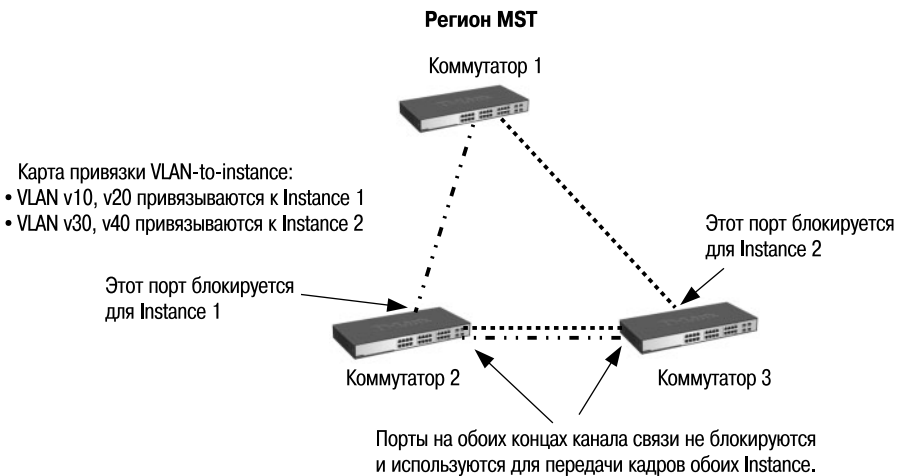 Регион MST
Коммутатор 1
Карта привязки VLAN-to-instance:
• VLAN v10, v20 привязываются к Instance 1
• VLAN v30, v40 привязываются к Instance 2
Этот порт блокируется
для Instance 2
Этот порт блокируется
для Instance 1
Коммутатор 2
Коммутатор 3
Порты на обоих концах канала связи не блокируются
и используются для передачи кадров обоих Instance.